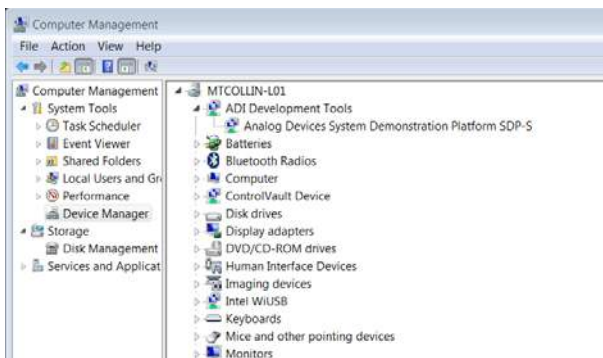 Computer Management
File Action View Help
Computer Management
System Tools
Task Scheduler
Event Viewer
Shared Folders
Local Users and Gr
Performance
Device Manager
Storage
Disk Management
Services and Applicat
MTCOLLIN-L01
ADI Development Tools
Analog Devices System Demonstration Platform SDP-S
Batteries
Bluetooth Radios
Computer
ControlVault Device
Disk drives
Display adapters
DVD/CD-ROM drives
Human Interface Devices
Imaging devices
Intel WiUSB
Keyboards
Mice and other pointing devices
Monitors